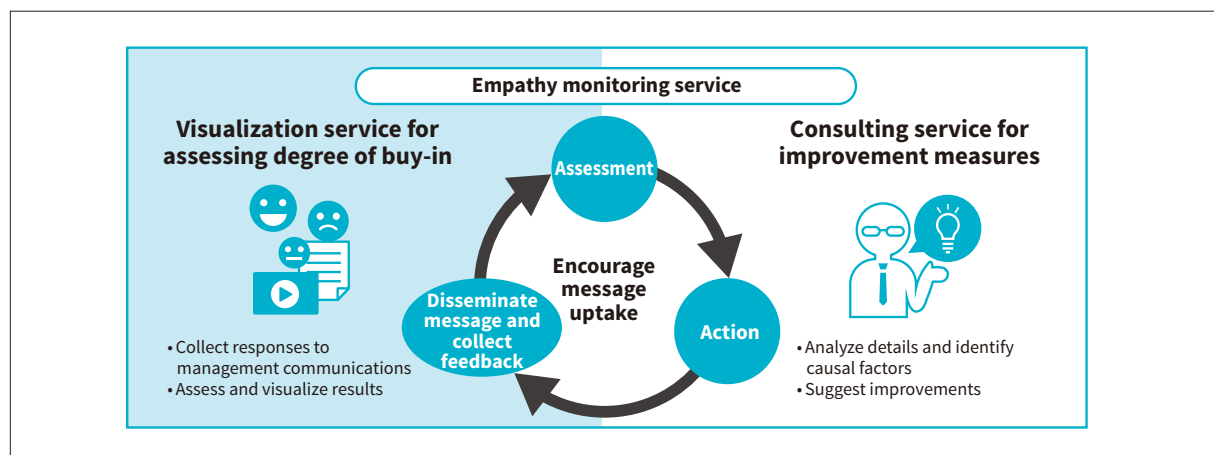 Empathy monitoring service
Visualization service for
assessing degree of buy-in
Consulting service for
improvement measures
Assessment
Encourage
message
uptake
Disseminate
message and
collect
feedback
Action
• Collect responses to
management communications
• Assess and visualize results
• Analyze details and identify
causal factors
• Suggest improvements